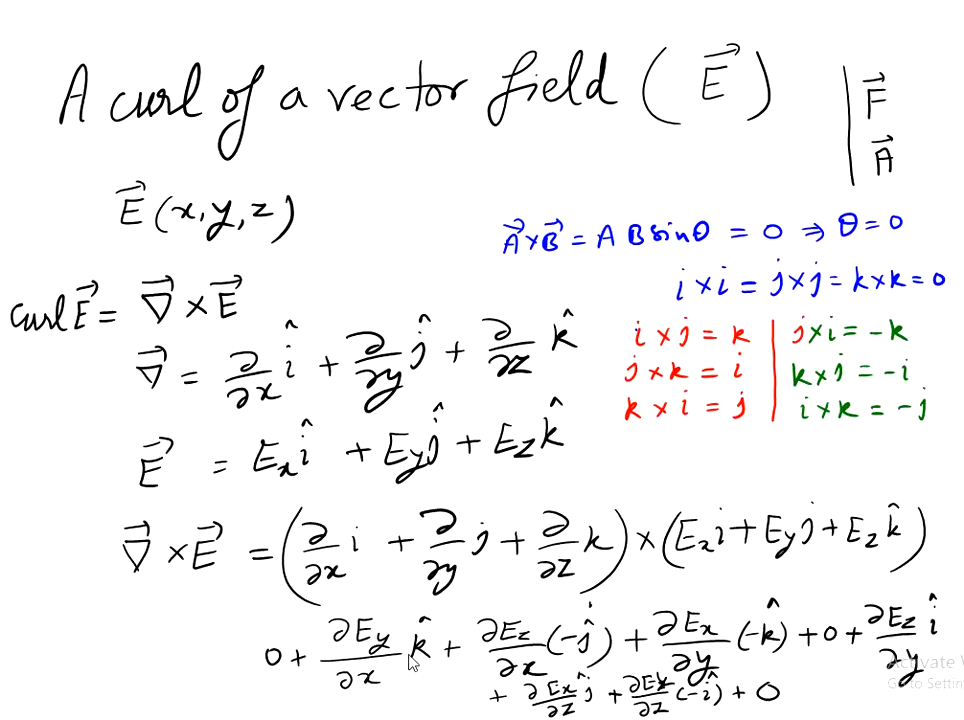 A curl of a vector field ( E⃗ ) | F⃗
A⃗
E⃗ (x, y, z)
A⃗ × B⃗ = A B sinθ = 0 ⇒ θ = 0
i × i = j × j = k × k = 0
curl E⃗ = ∇⃗ × E⃗
∇⃗ = ∂/∂x î + ∂/∂y ĵ + ∂/∂z k̂
i × j = k | j × i = -k
j × k = i | k × j = -i
k × i = j | i × k = -j
E⃗ = Exî + Eyĵ + Ezk̂
∇⃗ × E⃗ = (∂/∂x i + ∂/∂y j + ∂/∂z k) × (Exi + Eyj + Ezk̂)
0 + ∂Ey/∂x k̂ + ∂Ez/∂x (-ĵ) + ∂Ex/∂y (-k̂) + 0 + ∂Ez/∂y î
+ ∂Ex/∂z ĵ + ∂Ey/∂z (-î) + 0